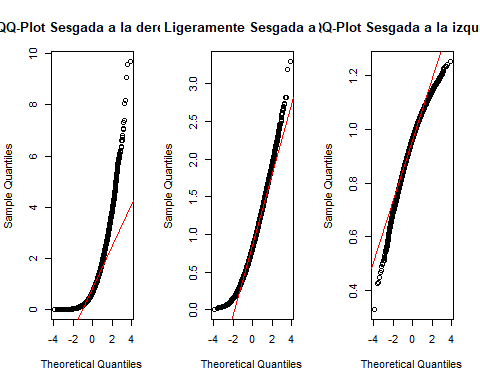 QQ-Plot Sesgada a la dere
Sample Quantiles
0 2 4 6 8 10
-4 -2 0 2 4
Theoretical Quantiles
Ligeramente Sesgada a
Sample Quantiles
0.0 0.5 1.0 1.5 2.0 2.5 3.0
-4 -2 0 2 4
Theoretical Quantiles
QQ-Plot Sesgada a la izqu
Sample Quantiles
0.4 0.6 0.8 1.0 1.2
-4 -2 0 2 4
Theoretical Quantiles